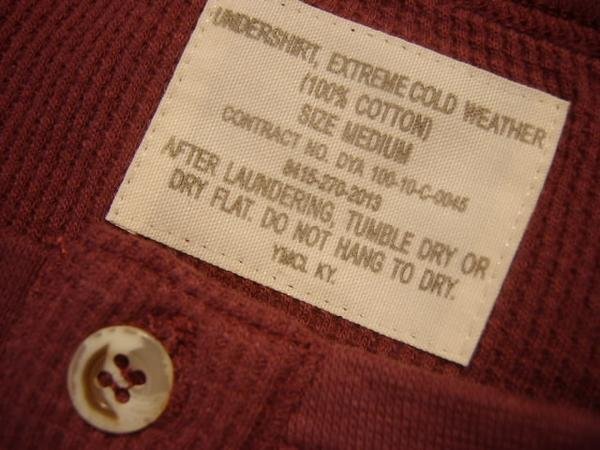 UNDERSHIRT, EXTREME COLD WEATHER
(100% COTTON)
SIZE MEDIUM
CONTRACT NO. DYA 100-10-C-0045
8415-270-2013
AFTER LAUNDERING, TUMBLE DRY OR
DRY FLAT. DO NOT HANG TO DRY.
YMCL KY.